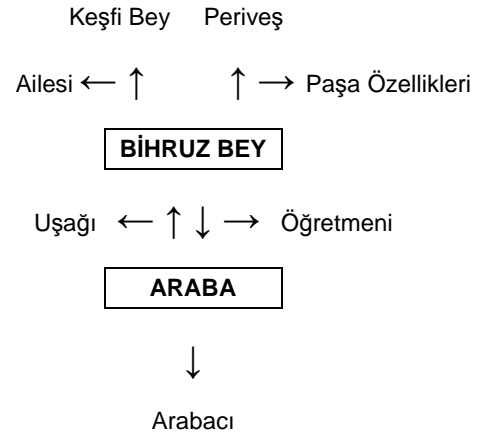 Keşfi Bey Periveş
Ailesi ← ↑ ↑ → Paşa Özellikleri
BİHRUZ BEY
Uşağı ← ↑ ↓ → Öğretmeni
ARABA
↓
Arabacı